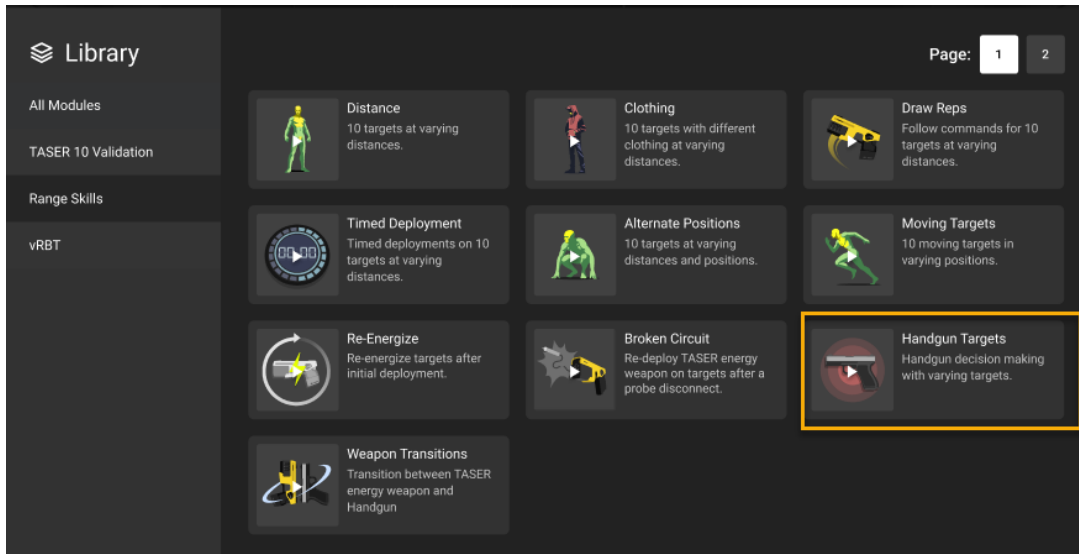 Library
Page: 1 2
All Modules
TASER 10 Validation
Range Skills
vRBT
Distance
10 targets at varying
distances.
Clothing
10 targets with different
clothing at varying
distances.
Draw Reps
Follow commands for 10
targets at varying
distances.
00:00
Timed Deployment
Timed deployments on 10
targets at varying
distances.
Alternate Positions
10 targets at varying
distances and positions.
Moving Targets
10 moving targets in
varying positions.
Re-Energize
Re-energize targets after
initial deployment.
Broken Circuit
Re-deploy TASER energy
weapon on targets after a
probe disconnect.
Handgun Targets
Handgun decision making
with varying targets.
Weapon Transitions
Transition between TASER
energy weapon and
Handgun